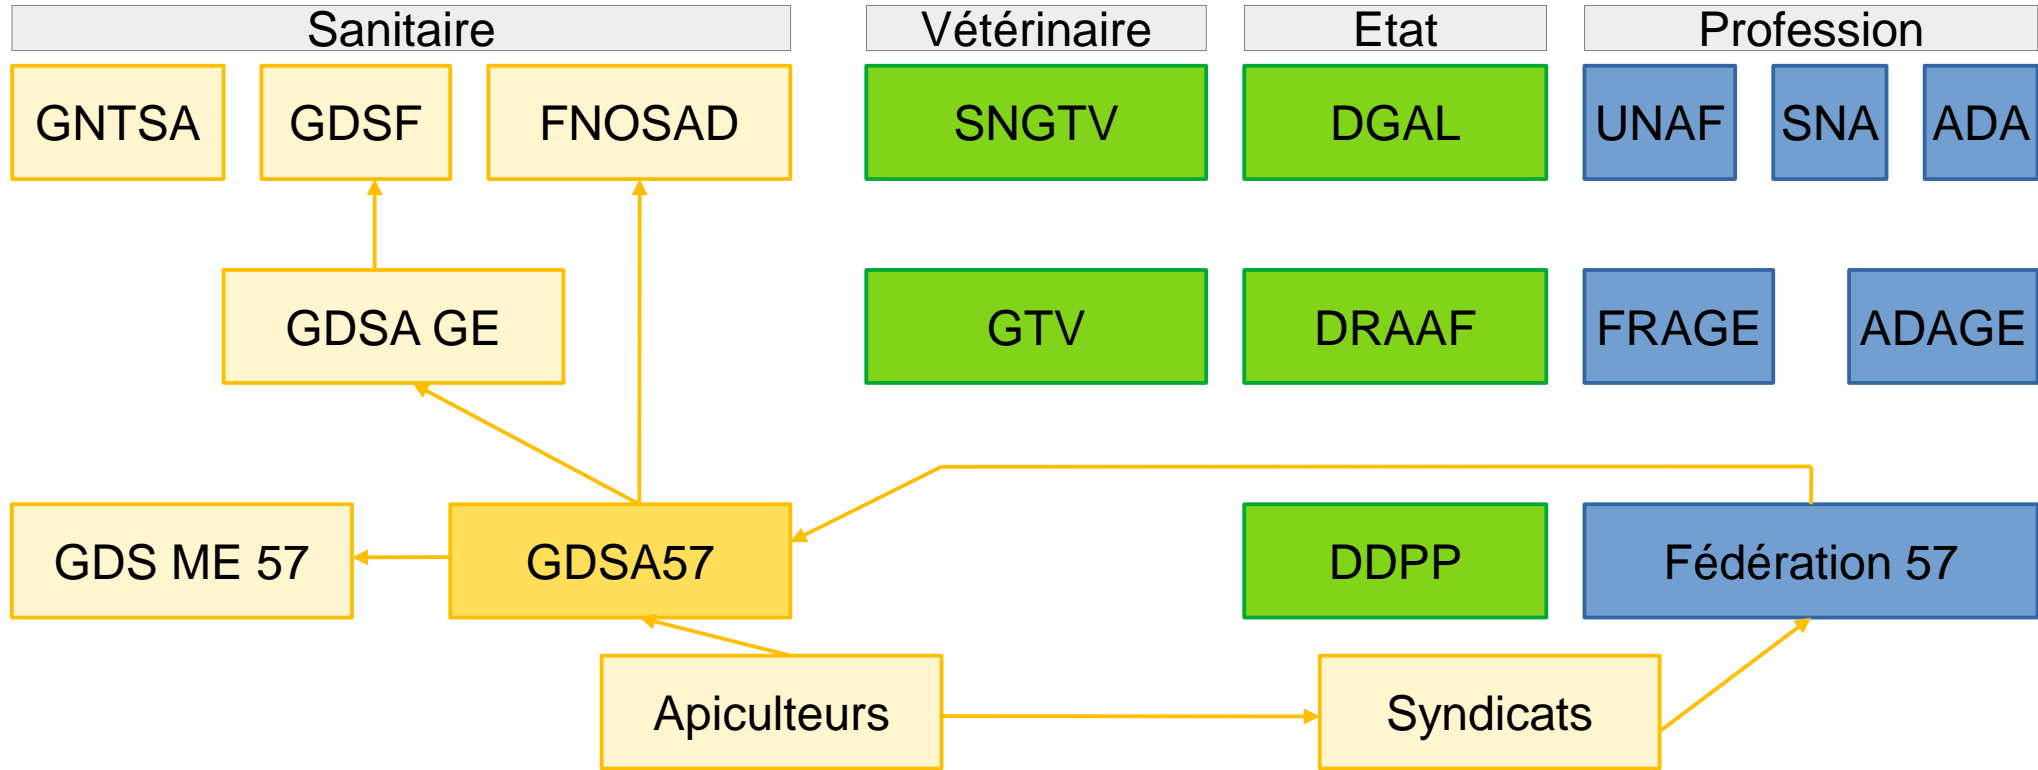 Sanitaire
Vétérinaire
Etat
Profession
GNTSA
GDSF
FNOSAD
SNGTV
DGAL
UNAF
SNA
ADA
GDSA GE
GTV
DRAAF
FRAGE
ADAGE
GDS ME 57
GDSA57
DDPP
Fédération 57
Apiculteurs
Syndicats